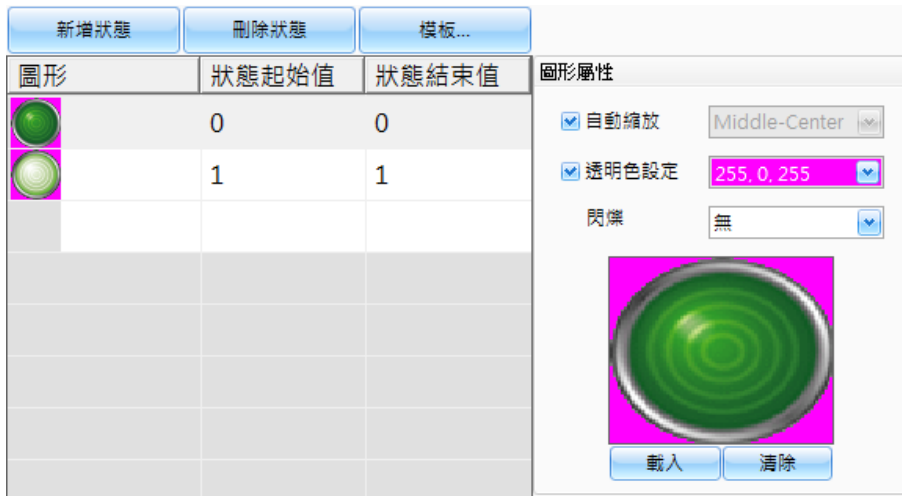 新增狀態 刪除狀態 模板...
圖形 狀態起始值 狀態結束值
0 0
1 1
圖形屬性
自動縮放 Middle-Center
透明色設定 255, 0, 255
閃爍 無
載入 清除